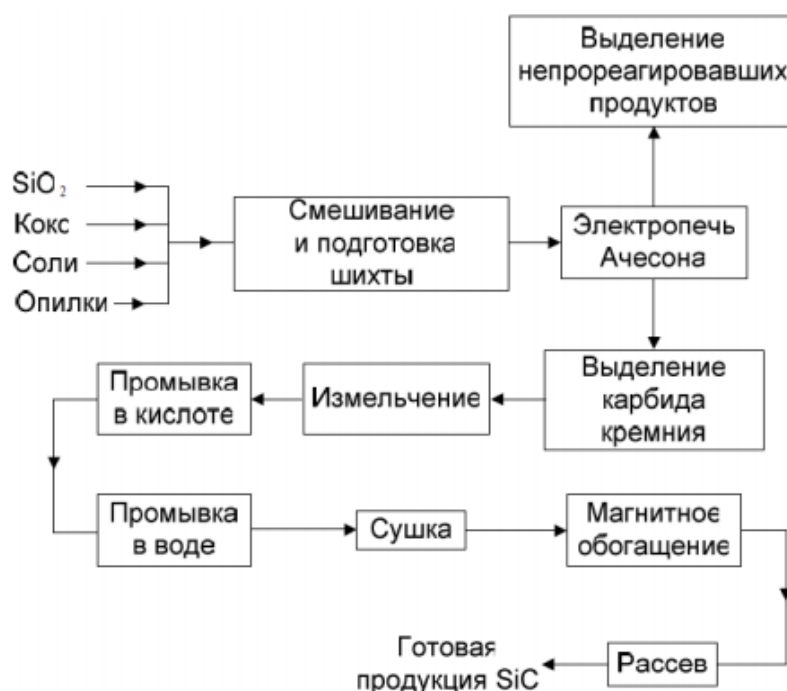 Выделение
непрореагировавших
продуктов
SiO₂
Кокс
Соли
Опилки
Смешивание
и подготовка
шихты
Электропечь
Ачесона
Промывка
в кислоте
Измельчение
Выделение
карбида
кремния
Промывка
в воде
Сушка
Магнитное
обогащение
Готовая
продукция SiC
Рассев